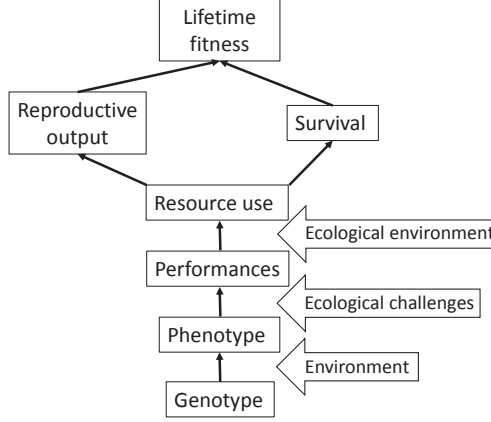 Lifetime
fitness
Reproductive
output
Survival
Resource use
Ecological environment
Performances
Ecological challenges
Phenotype
Environment
Genotype